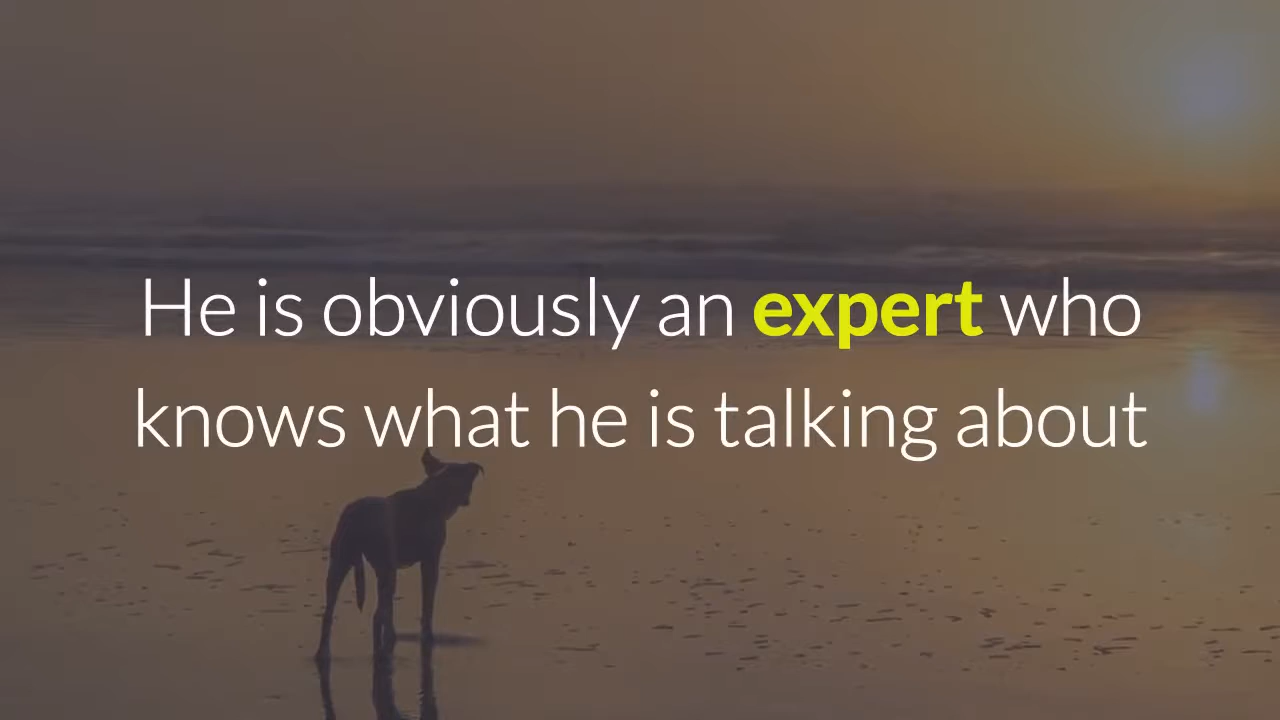 He is obviously an expert who
knows what he is talking about